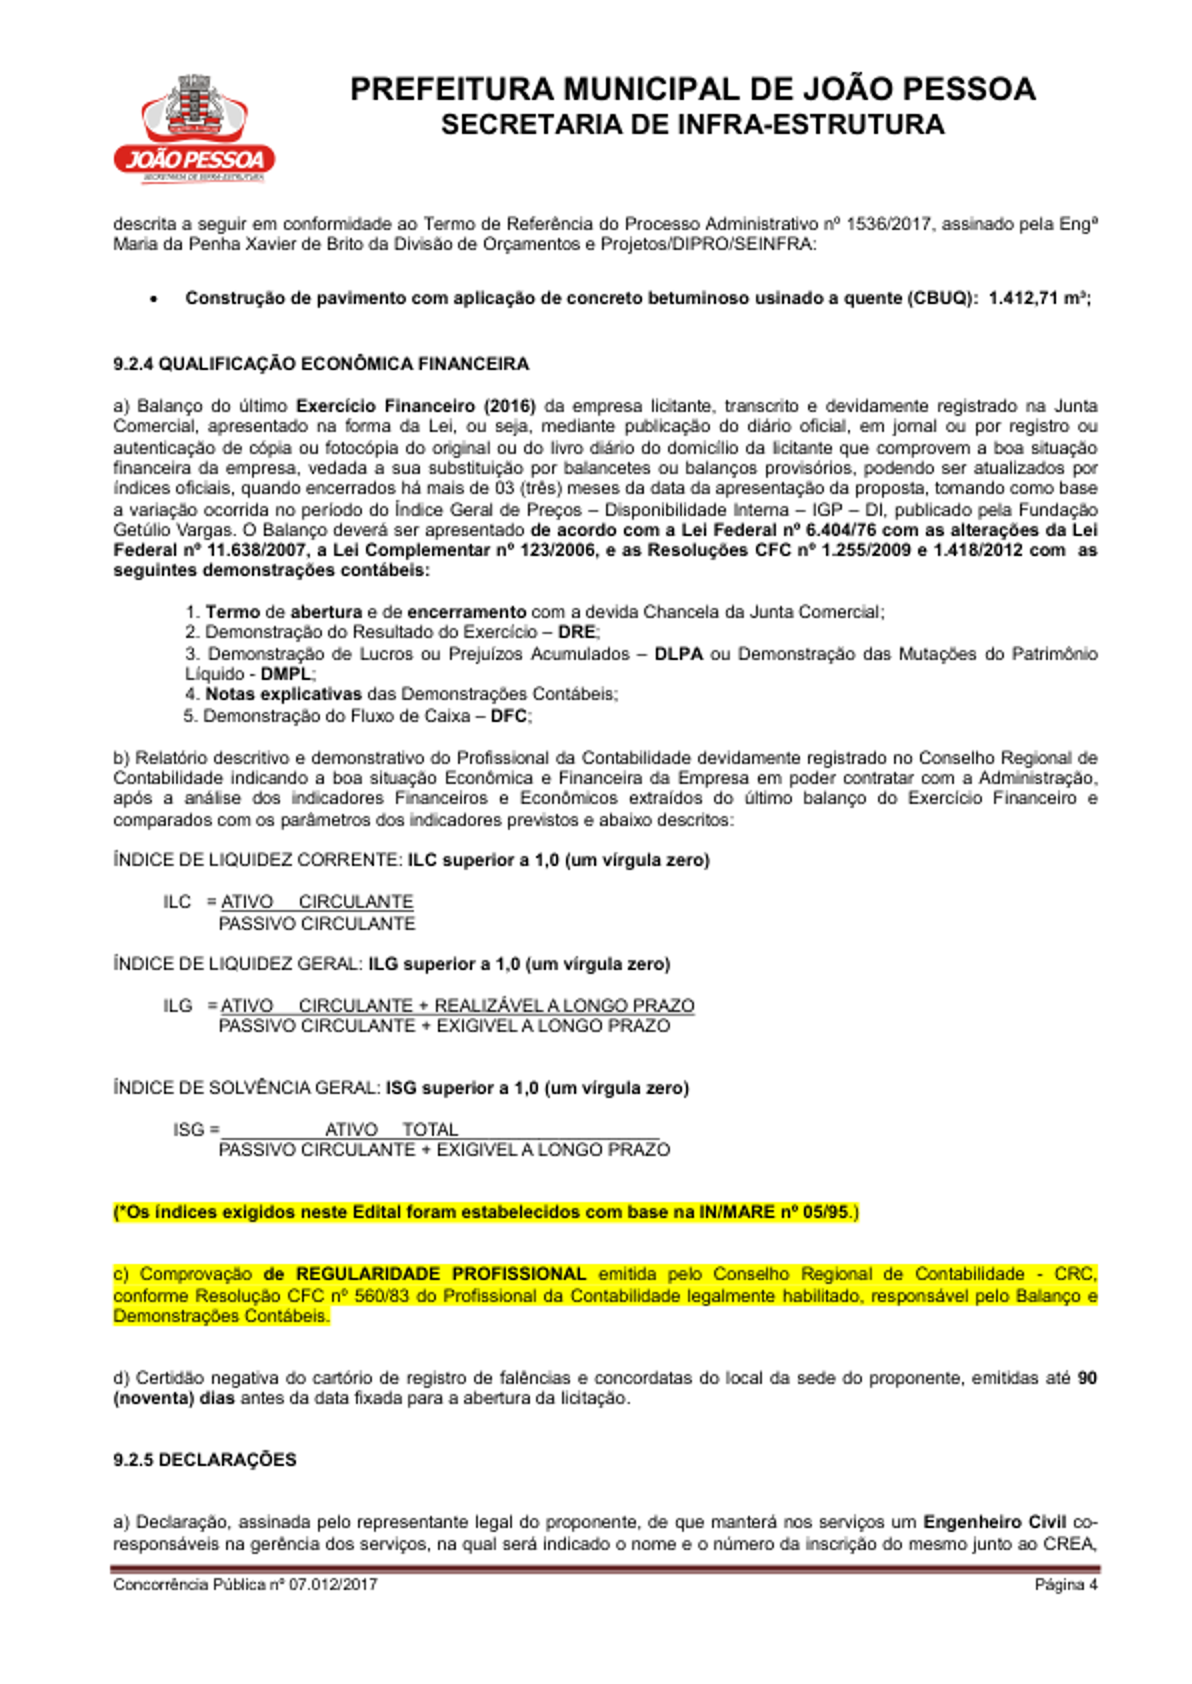 PREFEITURA MUNICIPAL DE JOÃO PESSOA
SECRETARIA DE INFRA-ESTRUTURA
JOÃO PESSOA
SECRETARIA DE INFRA-ESTRUTURA
descrita a seguir em conformidade ao Termo de Referência do Processo Administrativo nº 1536/2017, assinado pela Engª
Maria da Penha Xavier de Brito da Divisão de Orçamentos e Projetos/DIPRO/SEINFRA:
• Construção de pavimento com aplicação de concreto betuminoso usinado a quente (CBUQ): 1.412,71 m³;
9.2.4 QUALIFICAÇÃO ECONÔMICA FINANCEIRA
a) Balanço do último Exercício Financeiro (2016) da empresa licitante, transcrito e devidamente registrado na Junta
Comercial, apresentado na forma da Lei, ou seja, mediante publicação do diário oficial, em jornal ou por registro ou
autenticação de cópia ou fotocópia do original ou do livro diário do domicílio da licitante que comprovem a boa situação
financeira da empresa, vedada a sua substituição por balancetes ou balanços provisórios, podendo ser atualizados por
índices oficiais, quando encerrados há mais de 03 (três) meses da data da apresentação da proposta, tomando como base
a variação ocorrida no período do Índice Geral de Preços – Disponibilidade Interna – IGP – DI, publicado pela Fundação
Getúlio Vargas. O Balanço deverá ser apresentado de acordo com a Lei Federal nº 6.404/76 com as alterações da Lei
Federal nº 11.638/2007, a Lei Complementar nº 123/2006, e as Resoluções CFC nº 1.255/2009 e 1.418/2012 com as
seguintes demonstrações contábeis:
1. Termo de abertura e de encerramento com a devida Chancela da Junta Comercial;
2. Demonstração do Resultado do Exercício – DRE;
3. Demonstração de Lucros ou Prejuízos Acumulados – DLPA ou Demonstração das Mutações do Patrimônio
Líquido - DMPL;
4. Notas explicativas das Demonstrações Contábeis;
5. Demonstração do Fluxo de Caixa – DFC;
b) Relatório descritivo e demonstrativo do Profissional da Contabilidade devidamente registrado no Conselho Regional de
Contabilidade indicando a boa situação Econômica e Financeira da Empresa em poder contratar com a Administração,
após a análise dos indicadores Financeiros e Econômicos extraídos do último balanço do Exercício Financeiro e
comparados com os parâmetros dos indicadores previstos e abaixo descritos:
ÍNDICE DE LIQUIDEZ CORRENTE: ILC superior a 1,0 (um vírgula zero)
ILC = ATIVO CIRCULANTE
PASSIVO CIRCULANTE
ÍNDICE DE LIQUIDEZ GERAL: ILG superior a 1,0 (um vírgula zero)
ILG = ATIVO CIRCULANTE + REALIZÁVEL A LONGO PRAZO
PASSIVO CIRCULANTE + EXIGIVEL A LONGO PRAZO
ÍNDICE DE SOLVÊNCIA GERAL: ISG superior a 1,0 (um vírgula zero)
ISG = ATIVO TOTAL
PASSIVO CIRCULANTE + EXIGIVEL A LONGO PRAZO
(*Os índices exigidos neste Edital foram estabelecidos com base na IN/MARE nº 05/95.)
c) Comprovação de REGULARIDADE PROFISSIONAL emitida pelo Conselho Regional de Contabilidade - CRC,
conforme Resolução CFC nº 560/83 do Profissional da Contabilidade legalmente habilitado, responsável pelo Balanço e
Demonstrações Contábeis.
d) Certidão negativa do cartório de registro de falências e concordatas do local da sede do proponente, emitidas até 90
(noventa) dias antes da data fixada para a abertura da licitação.
9.2.5 DECLARAÇÕES
a) Declaração, assinada pelo representante legal do proponente, de que manterá nos serviços um Engenheiro Civil co-
responsáveis na gerência dos serviços, na qual será indicado o nome e o número da inscrição do mesmo junto ao CREA,
Concorrência Pública nº 07.012/2017 Página 4